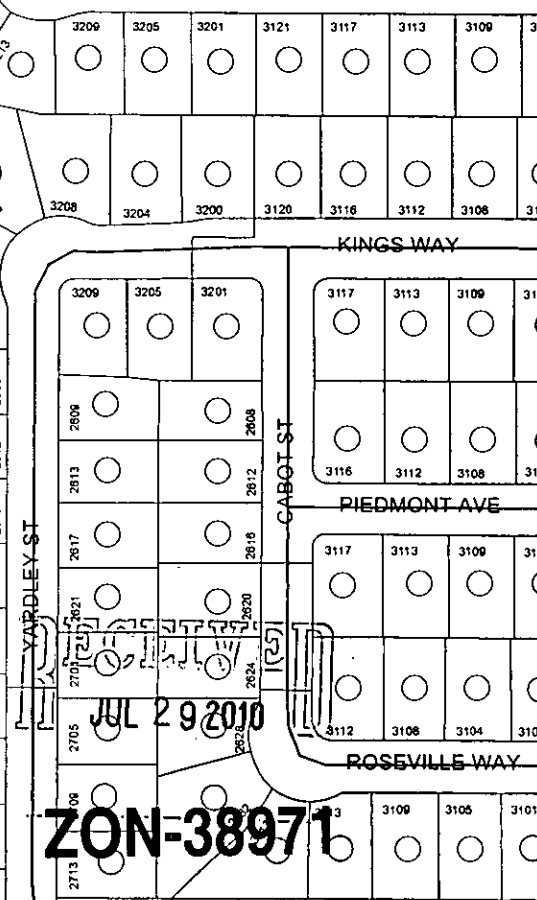 3209 3205 3201 3121 3117 3113 3109
3208 3204 3200 3120 3116 3112 3108
KINGS WAY
3209 3205 3201 3117 3113 3109
2609 2608
3116 3112 3108
2613 2612
CABOT ST
PIEDMONT AVE
2617 2616
3117 3113 3109
YARDLEY ST
2621 2620
RECEIVED
2701 2624
JUL 29 2010
2705 2628
3112 3108 3104
ROSEVILLE WAY
ZON-38971
3109 3105 3101
2713